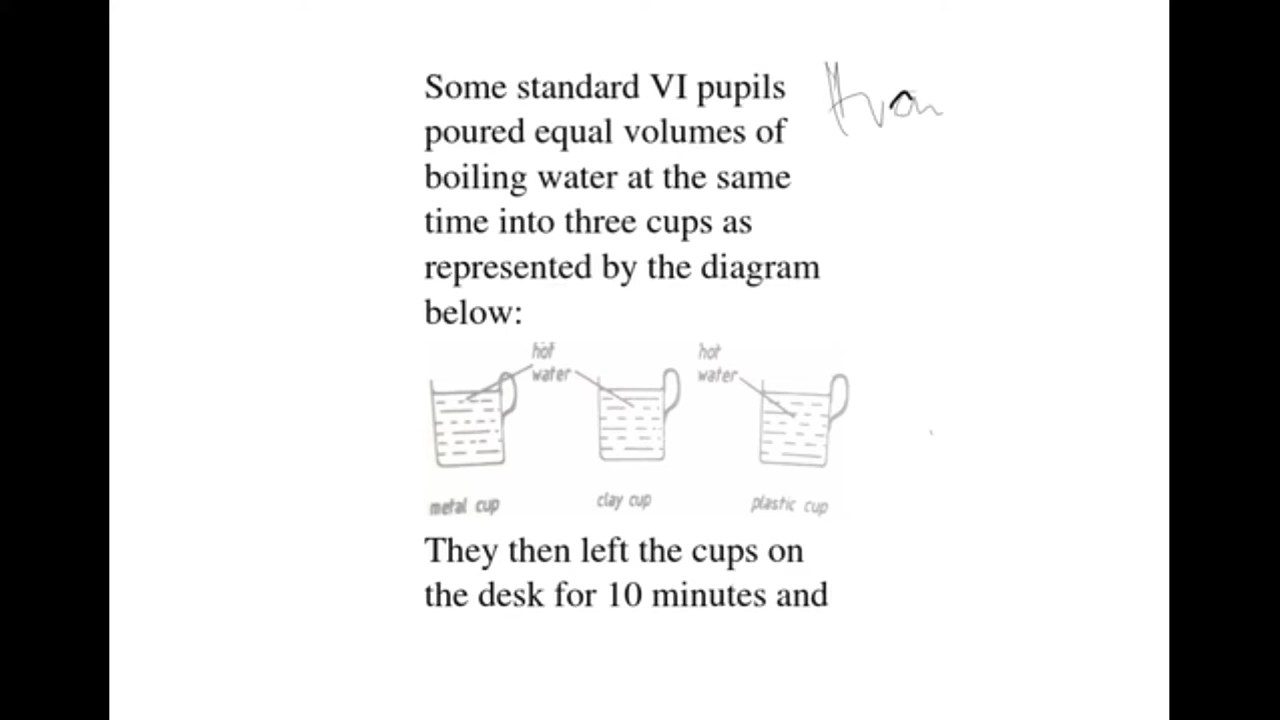 Some standard VI pupils
poured equal volumes of
boiling water at the same
time into three cups as
represented by the diagram
below:
hot
water
hot
water
metal cup
clay cup
plastic cup
They then left the cups on
the desk for 10 minutes and